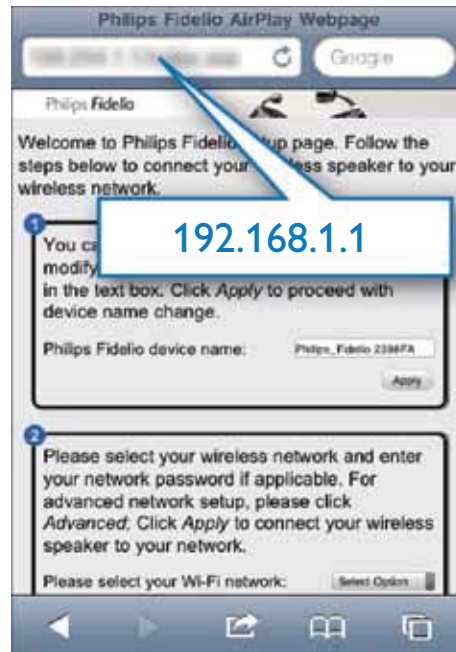 Philips Fidelio AirPlay Webpage
Google
Philips Fidelio
Welcome to Philips Fidelio setup page. Follow the
steps below to connect your wireless speaker to your
wireless network.
192.168.1.1
1
You
modify
in the text box. Click Apply to proceed with
device name change.
Philips Fidelio device name: Philips_Fidelio 2398FA
Apply
2
Please select your wireless network and enter
your network password if applicable. For
advanced network setup, please click
Advanced. Click Apply to connect your wireless
speaker to your network.
Please select your Wi-Fi network: Select Option